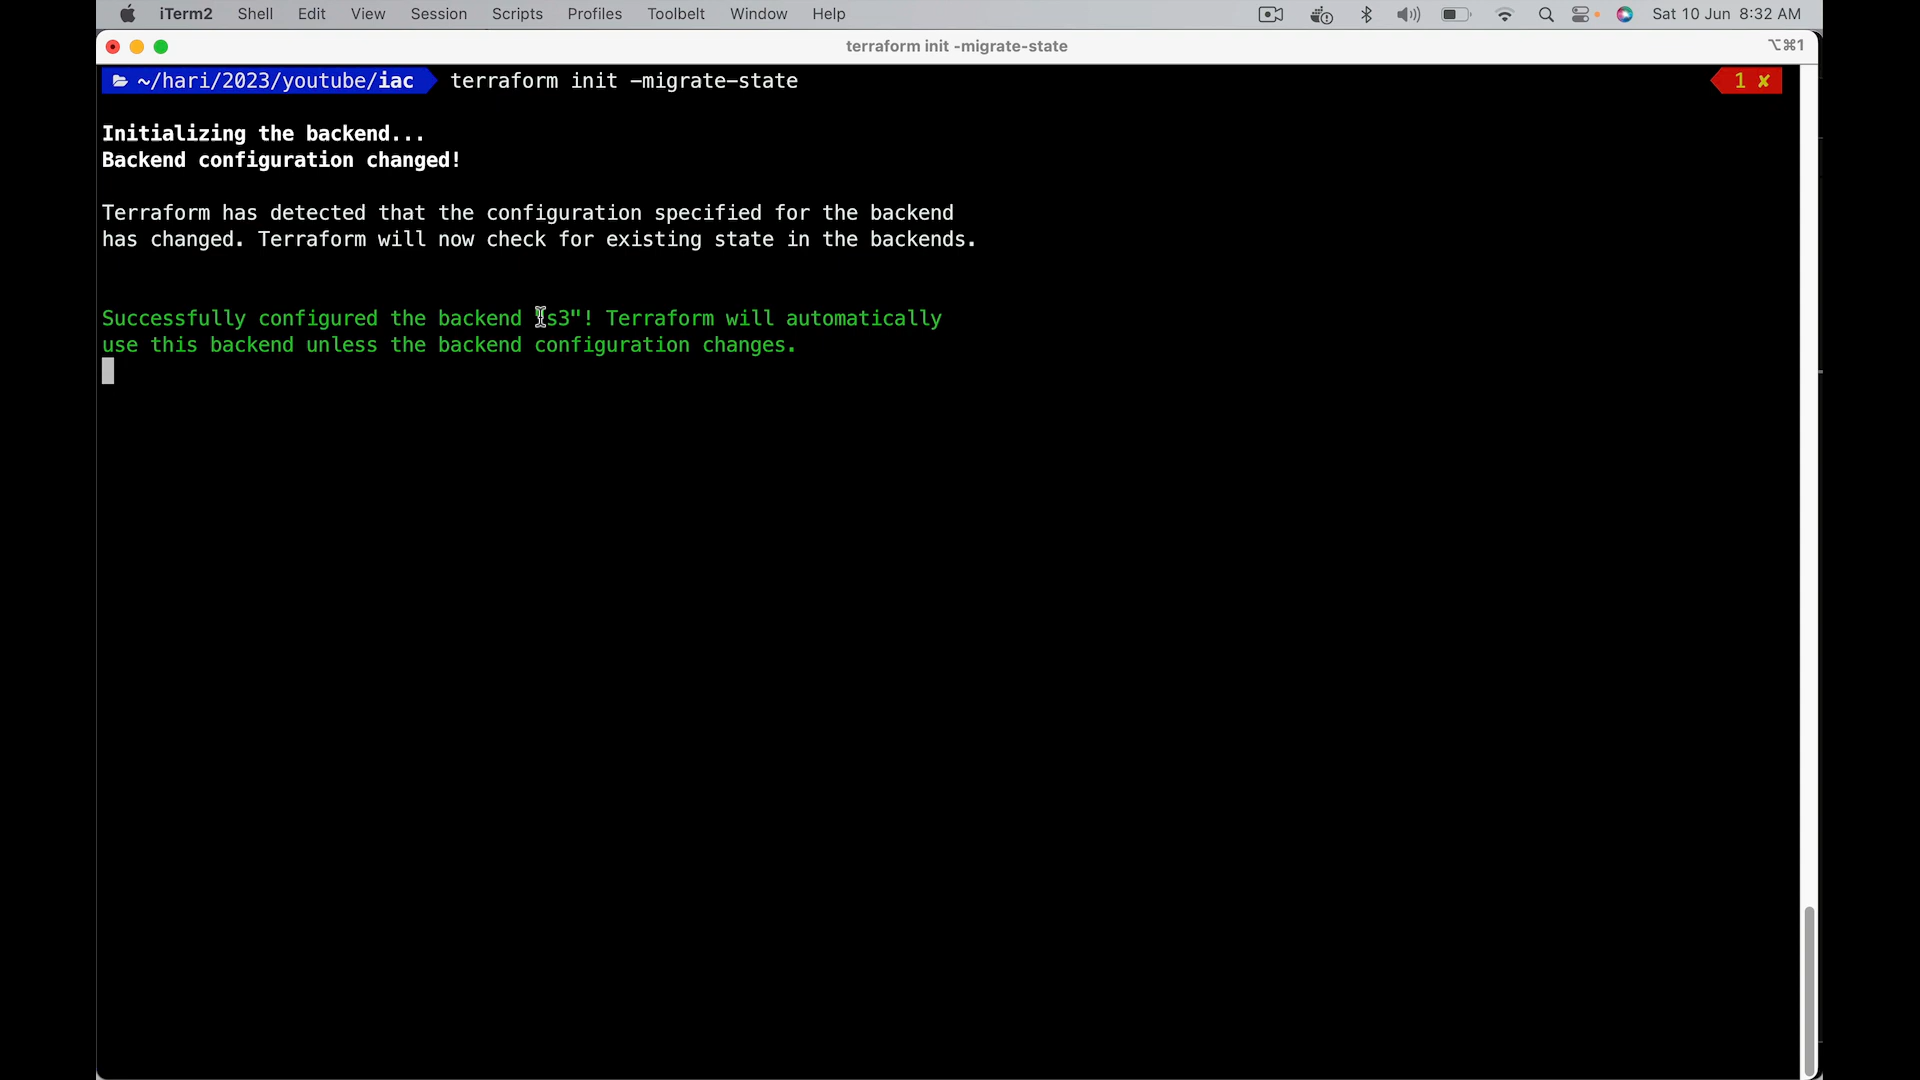 iTerm2 Shell Edit View Session Scripts Profiles Toolbelt Window Help Sat 10 Jun 8:32 AM
terraform init -migrate-state ⌥⌘1
~/hari/2023/youtube/iac terraform init -migrate-state 1 ✘
Initializing the backend...
Backend configuration changed!
Terraform has detected that the configuration specified for the backend
has changed. Terraform will now check for existing state in the backends.
Successfully configured the backend "s3"! Terraform will automatically
use this backend unless the backend configuration changes.